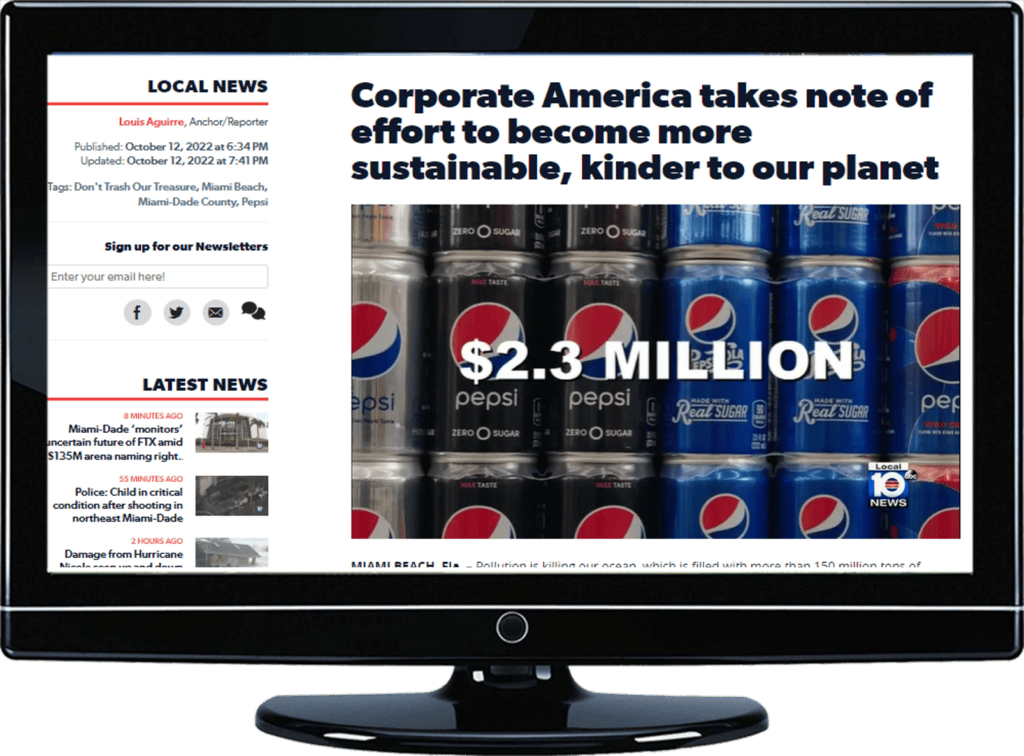 LOCAL NEWS
Louis Aguirre, Anchor/Reporter
Published: October 12, 2022 at 6:34 PM
Updated: October 12, 2022 at 7:41 PM
Tags: Don't Trash Our Treasure, Miami Beach,
Miami-Dade County, Pepsi
Sign up for our Newsletters
Enter your email here!
LATEST NEWS
8 MINUTES AGO
Miami-Dade ‘monitors’
uncertain future of FTX amid
$135M arena naming right..
55 MINUTES AGO
Police: Child in critical
condition after shooting in
northeast Miami-Dade
2 HOURS AGO
Damage from Hurricane
Nicole seen up and down
Corporate America takes note of
effort to become more
sustainable, kinder to our planet
ZERO SUGAR
ZERO SUGAR
Real SUGAR
Real SUGAR
MAX TASTE
MAX TASTE
$2.3 MILLION
pepsi
pepsi
pepsi
MADE WITH
Real SUGAR
MADE WITH
Real SUGAR
ZERO SUGAR
ZERO SUGAR
MAX TASTE
MAX TASTE
Local
10
abc
NEWS
MIAMI BEACH, Fla. – Pollution is killing our ocean, which is filled with more than 150 million tons of